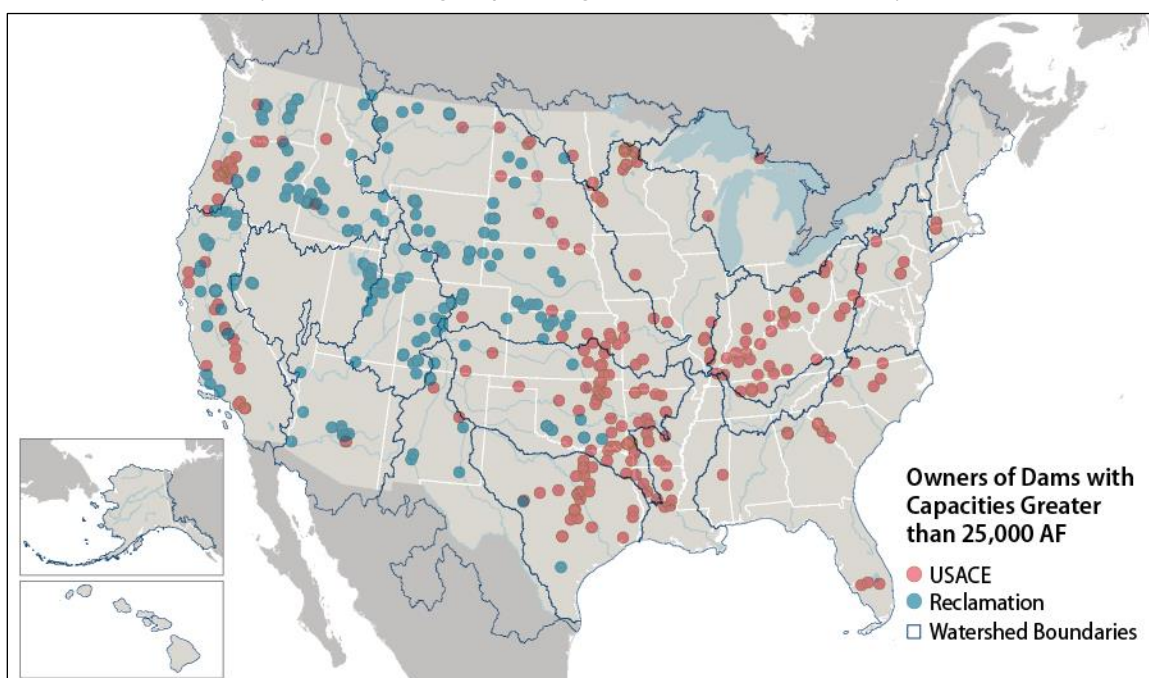 Owners of Dams with
Capacities Greater
than 25,000 AF
USACE
Reclamation
Watershed Boundaries